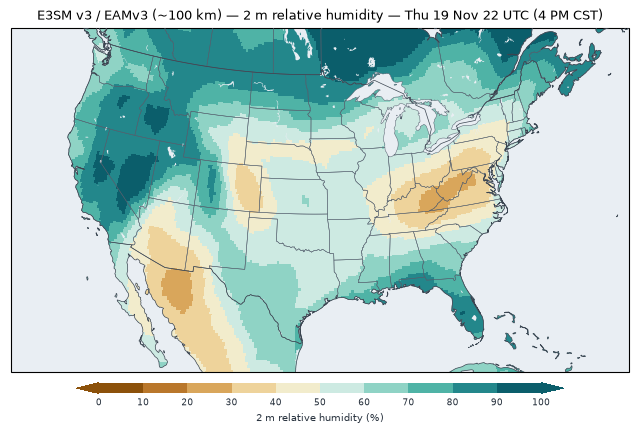 E3SM v3 / EAMv3 (~100 km) — 2 m relative humidity — Thu 19 Nov 22 UTC (4 PM CST)
0 10 20 30 40 50 60 70 80 90 100
2 m relative humidity (%)